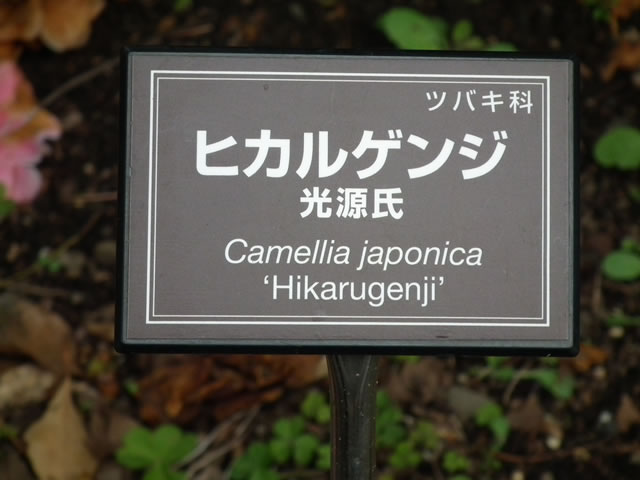 ツバキ科
ヒカルゲンジ
光源氏
Camellia japonica
‘Hikarugenji’